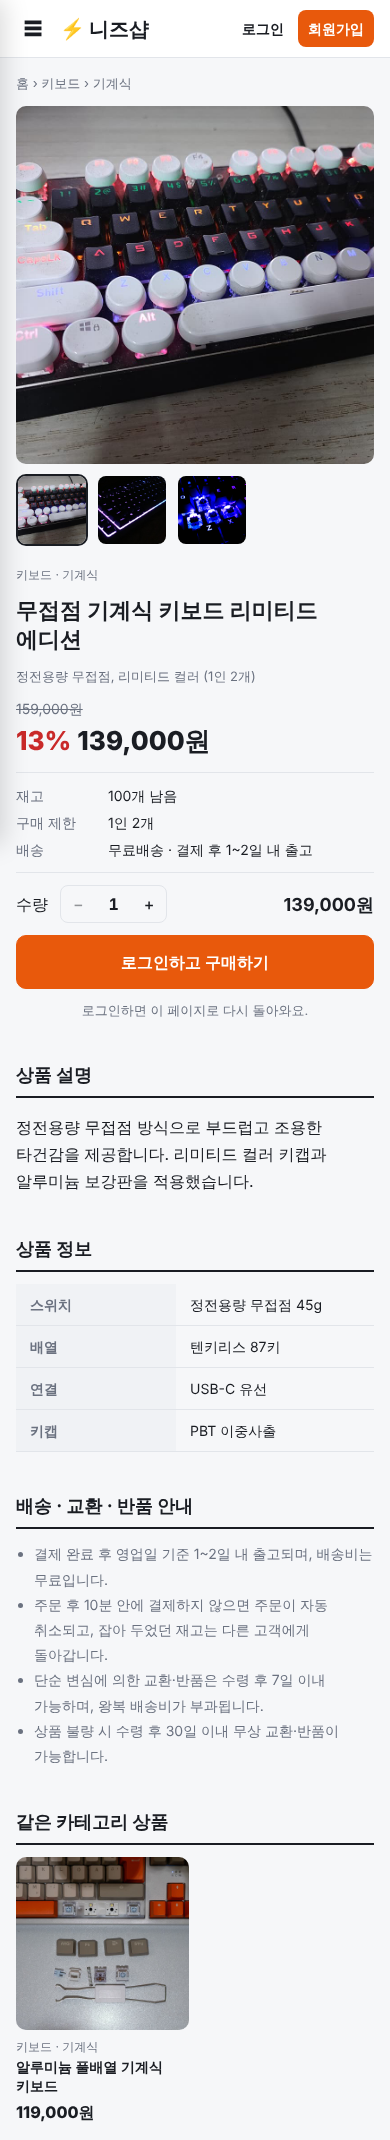 ☰ ⚡ 니즈샵 로그인 회원가입
홈 › 키보드 › 기계식
키보드 · 기계식
무접점 기계식 키보드 리미티드
에디션
정전용량 무접점, 리미티드 컬러 (1인 2개)
159,000원
13% 139,000원
재고 100개 남음
구매 제한 1인 2개
배송 무료배송 · 결제 후 1~2일 내 출고
수량 − 1 + 139,000원
로그인하고 구매하기
로그인하면 이 페이지로 다시 돌아와요.
상품 설명
정전용량 무접점 방식으로 부드럽고 조용한
타건감을 제공합니다. 리미티드 컬러 키캡과
알루미늄 보강판을 적용했습니다.
상품 정보
스위치 정전용량 무접점 45g
배열 텐키리스 87키
연결 USB-C 유선
키캡 PBT 이중사출
배송 · 교환 · 반품 안내
• 결제 완료 후 영업일 기준 1~2일 내 출고되며, 배송비는
무료입니다.
• 주문 후 10분 안에 결제하지 않으면 주문이 자동
취소되고, 잡아 두었던 재고는 다른 고객에게
돌아갑니다.
• 단순 변심에 의한 교환·반품은 수령 후 7일 이내
가능하며, 왕복 배송비가 부과됩니다.
• 상품 불량 시 수령 후 30일 이내 무상 교환·반품이
가능합니다.
같은 카테고리 상품
키보드 · 기계식
알루미늄 풀배열 기계식
키보드
119,000원